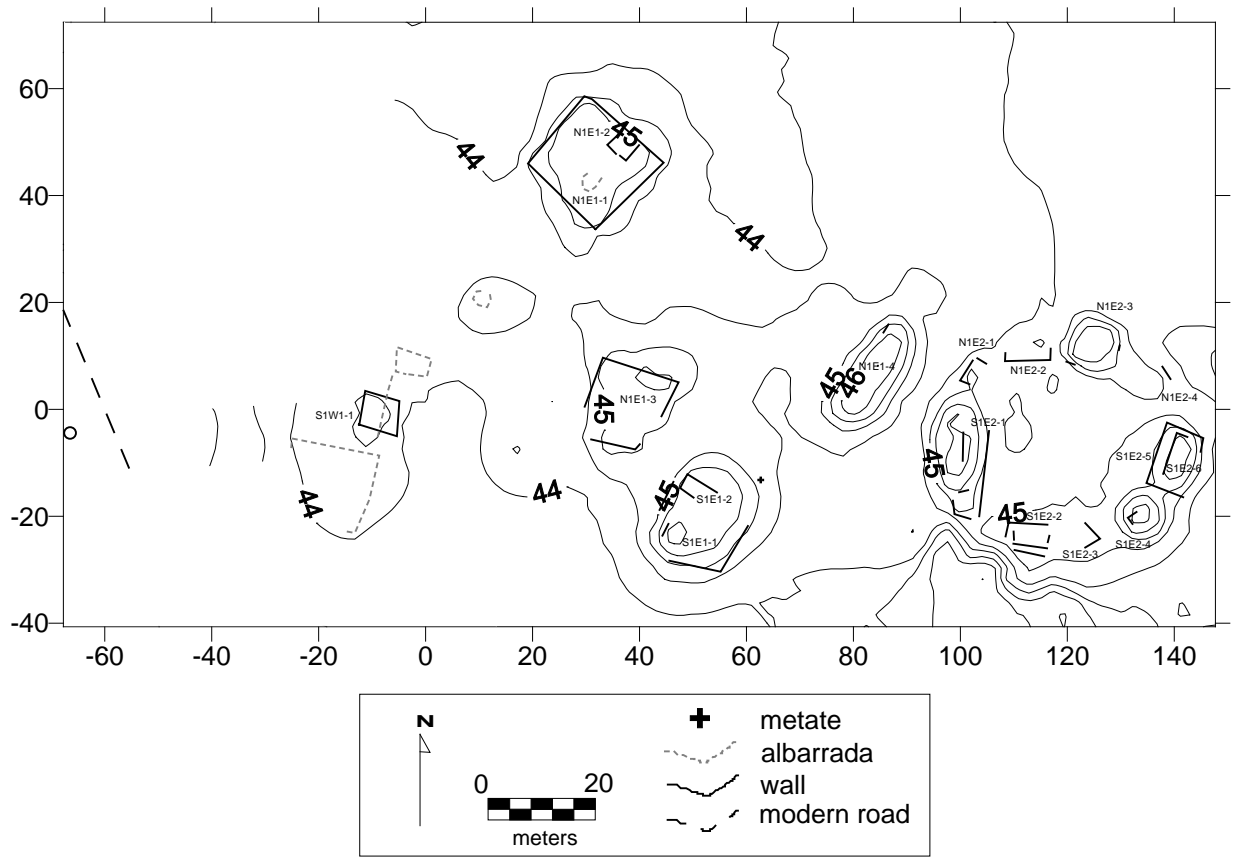 60
40
20
0
-20
-40
-60
-40
-20
0
20
40
60
80
100
120
140
44
44
44
44
45
45
45
45
46
45
45
N1E1-2
N1E1-1
N1E1-3
N1E1-4
N1E2-1
N1E2-2
N1E2-3
N1E2-4
S1W1-1
S1E1-2
S1E1-1
S1E2-1
S1E2-2
S1E2-3
S1E2-4
S1E2-5
S1E2-6
N
0 20
meters
metate
albarrada
wall
modern road